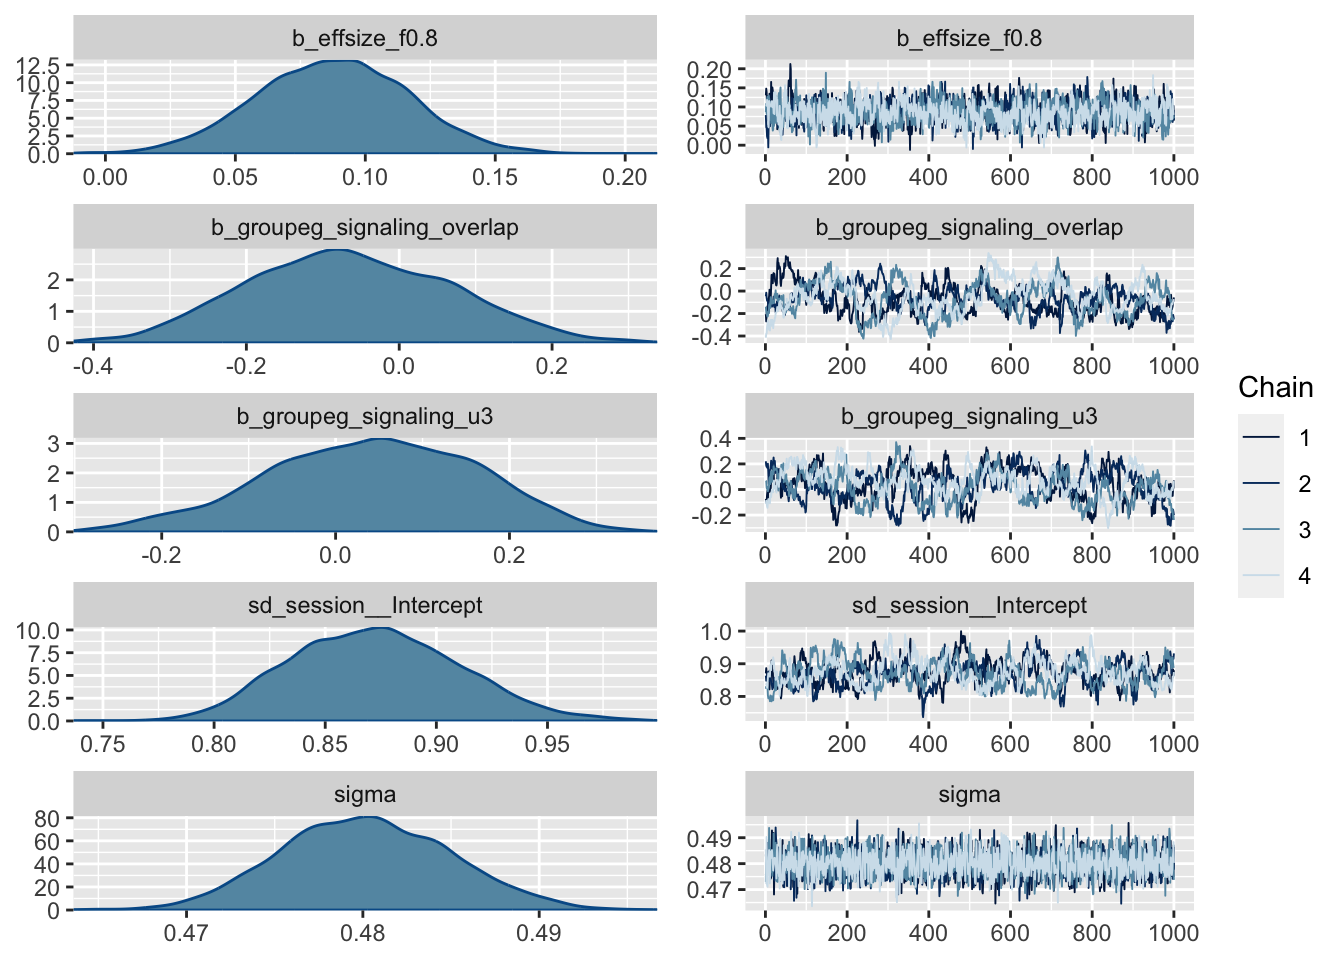 b_effsize_f0.8
12.5
10.0
7.5
5.0
2.5
0.0
0.00 0.05 0.10 0.15 0.20
b_effsize_f0.8
0.20
0.15
0.10
0.05
0.00
0 200 400 600 800 1000
b_groupeg_signaling_overlap
2
1
0
-0.4 -0.2 0.0 0.2
b_groupeg_signaling_overlap
0.2
0.0
-0.2
-0.4
0 200 400 600 800 1000
b_groupeg_signaling_u3
3
2
1
0
-0.2 0.0 0.2
b_groupeg_signaling_u3
0.4
0.2
0.0
-0.2
0 200 400 600 800 1000
sd_session__Intercept
10.0
7.5
5.0
2.5
0.0
0.75 0.80 0.85 0.90 0.95
sd_session__Intercept
1.0
0.9
0.8
0 200 400 600 800 1000
sigma
80
60
40
20
0
0.47 0.48 0.49
sigma
0.49
0.48
0.47
0 200 400 600 800 1000
Chain
1
2
3
4